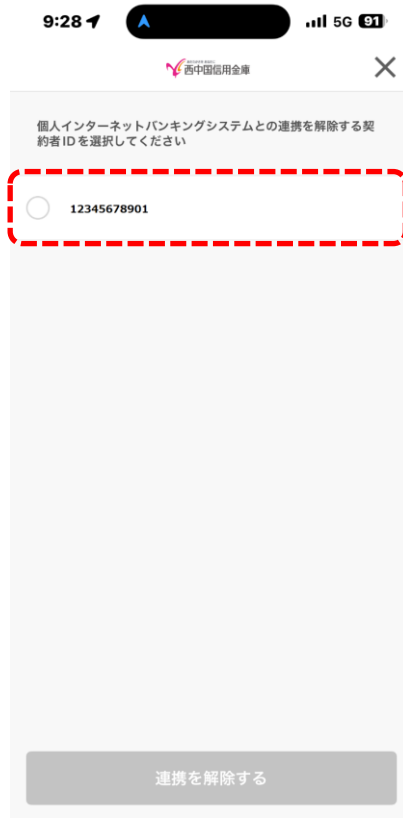 9:28
5G 91
西中国信用金庫
個人インターネットバンキングシステムとの連携を解除する契
約者IDを選択してください
12345678901
連携を解除する